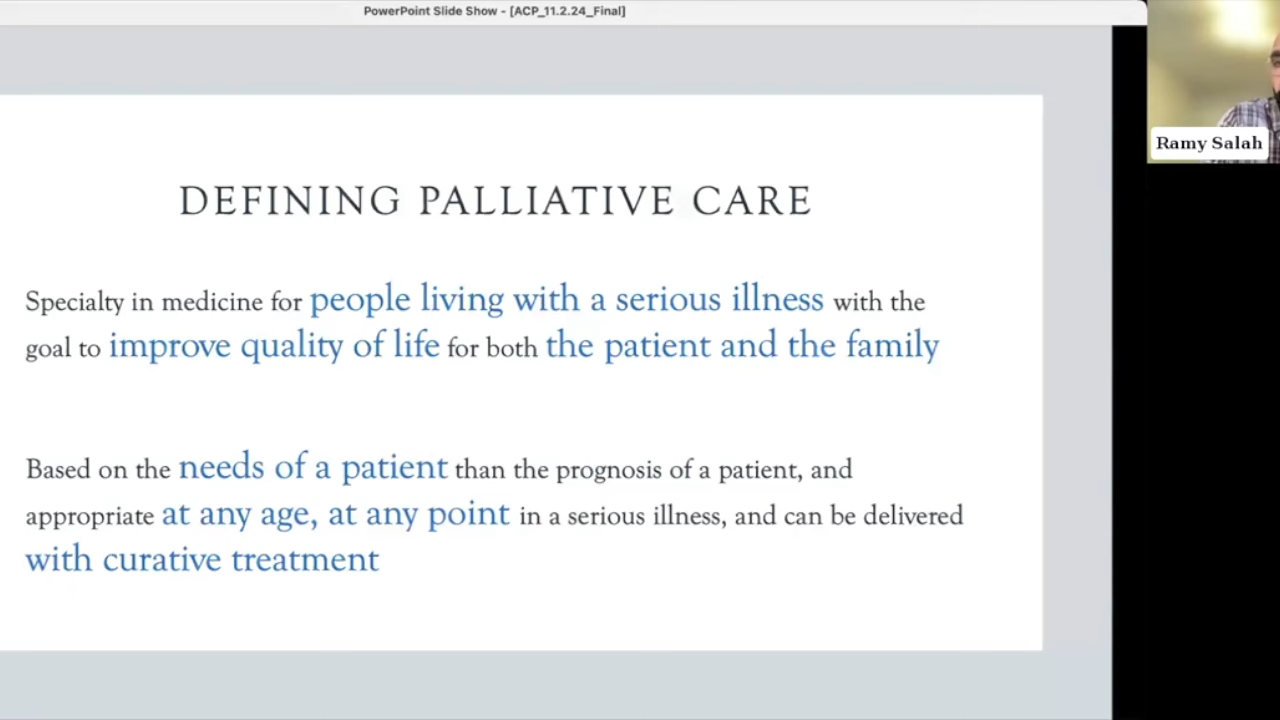 PowerPoint Slide Show - [ACP_11.2.24_Final]
Ramy Salah
DEFINING PALLIATIVE CARE
Specialty in medicine for people living with a serious illness with the
goal to improve quality of life for both the patient and the family
Based on the needs of a patient than the prognosis of a patient, and
appropriate at any age, at any point in a serious illness, and can be delivered
with curative treatment